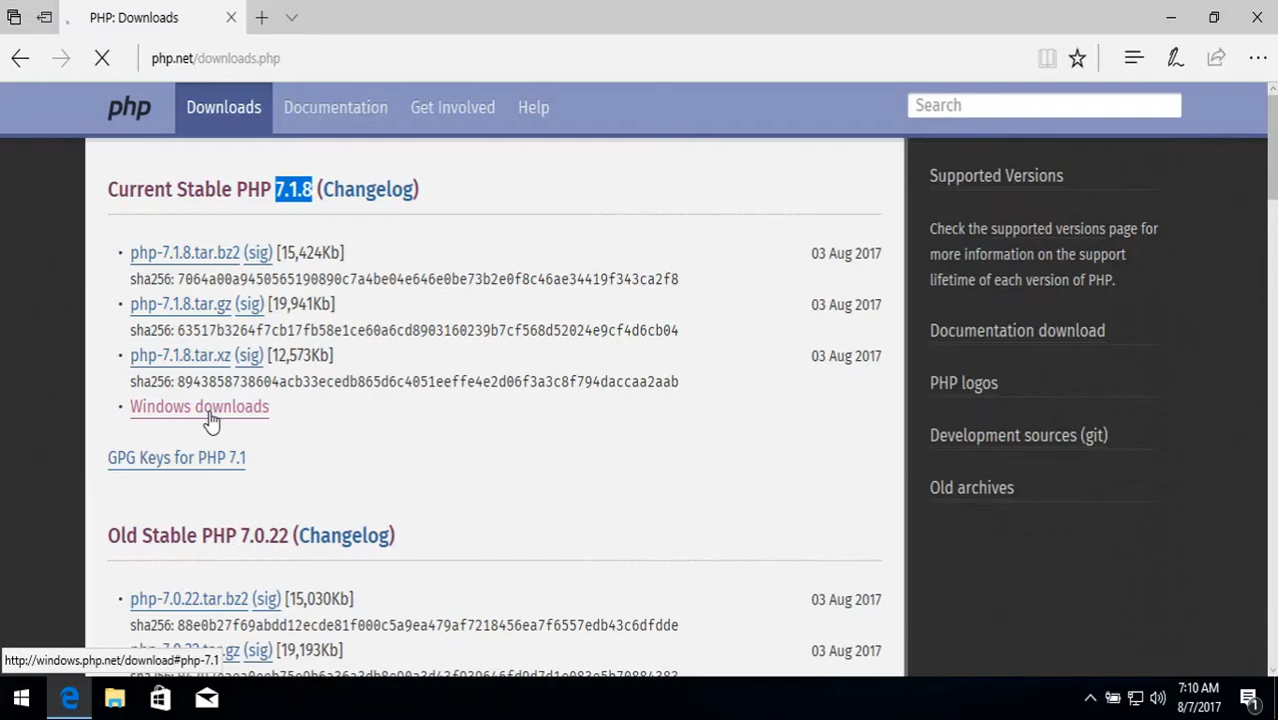 PHP: Downloads
php.net/downloads.php
php Downloads Documentation Get Involved Help Search
Current Stable PHP 7.1.8 (Changelog)
php-7.1.8.tar.bz2 (sig) [15,424Kb] 03 Aug 2017
sha256: 7064a00a9450565190890c7a4be04e646e0be73b2e0f8c46ae34419f343ca2f8
php-7.1.8.tar.gz (sig) [19,941Kb] 03 Aug 2017
sha256: 63517b3264f7cb17fb58e1ce60a6cd8903160239b7cf568d52024e9cf4d6cb04
php-7.1.8.tar.xz (sig) [12,573Kb] 03 Aug 2017
sha256: 8943858738604acb33ecedb865d6c4051eeffe4e2d06f3a3c8f794daccaa2aab
Windows downloads
GPG Keys for PHP 7.1
Old Stable PHP 7.0.22 (Changelog)
php-7.0.22.tar.bz2 (sig) [15,030Kb] 03 Aug 2017
sha256: 88e0b27f69abdd12ecde81f000c5a9ea479af7218456ea7f6557edb43c6dfdde
(sig) [19,193Kb] 03 Aug 2017
Supported Versions
Check the supported versions page for
more information on the support
lifetime of each version of PHP.
Documentation download
PHP logos
Development sources (git)
Old archives
http://windows.php.net/download#php-7.1
7:10 AM
8/7/2017
1